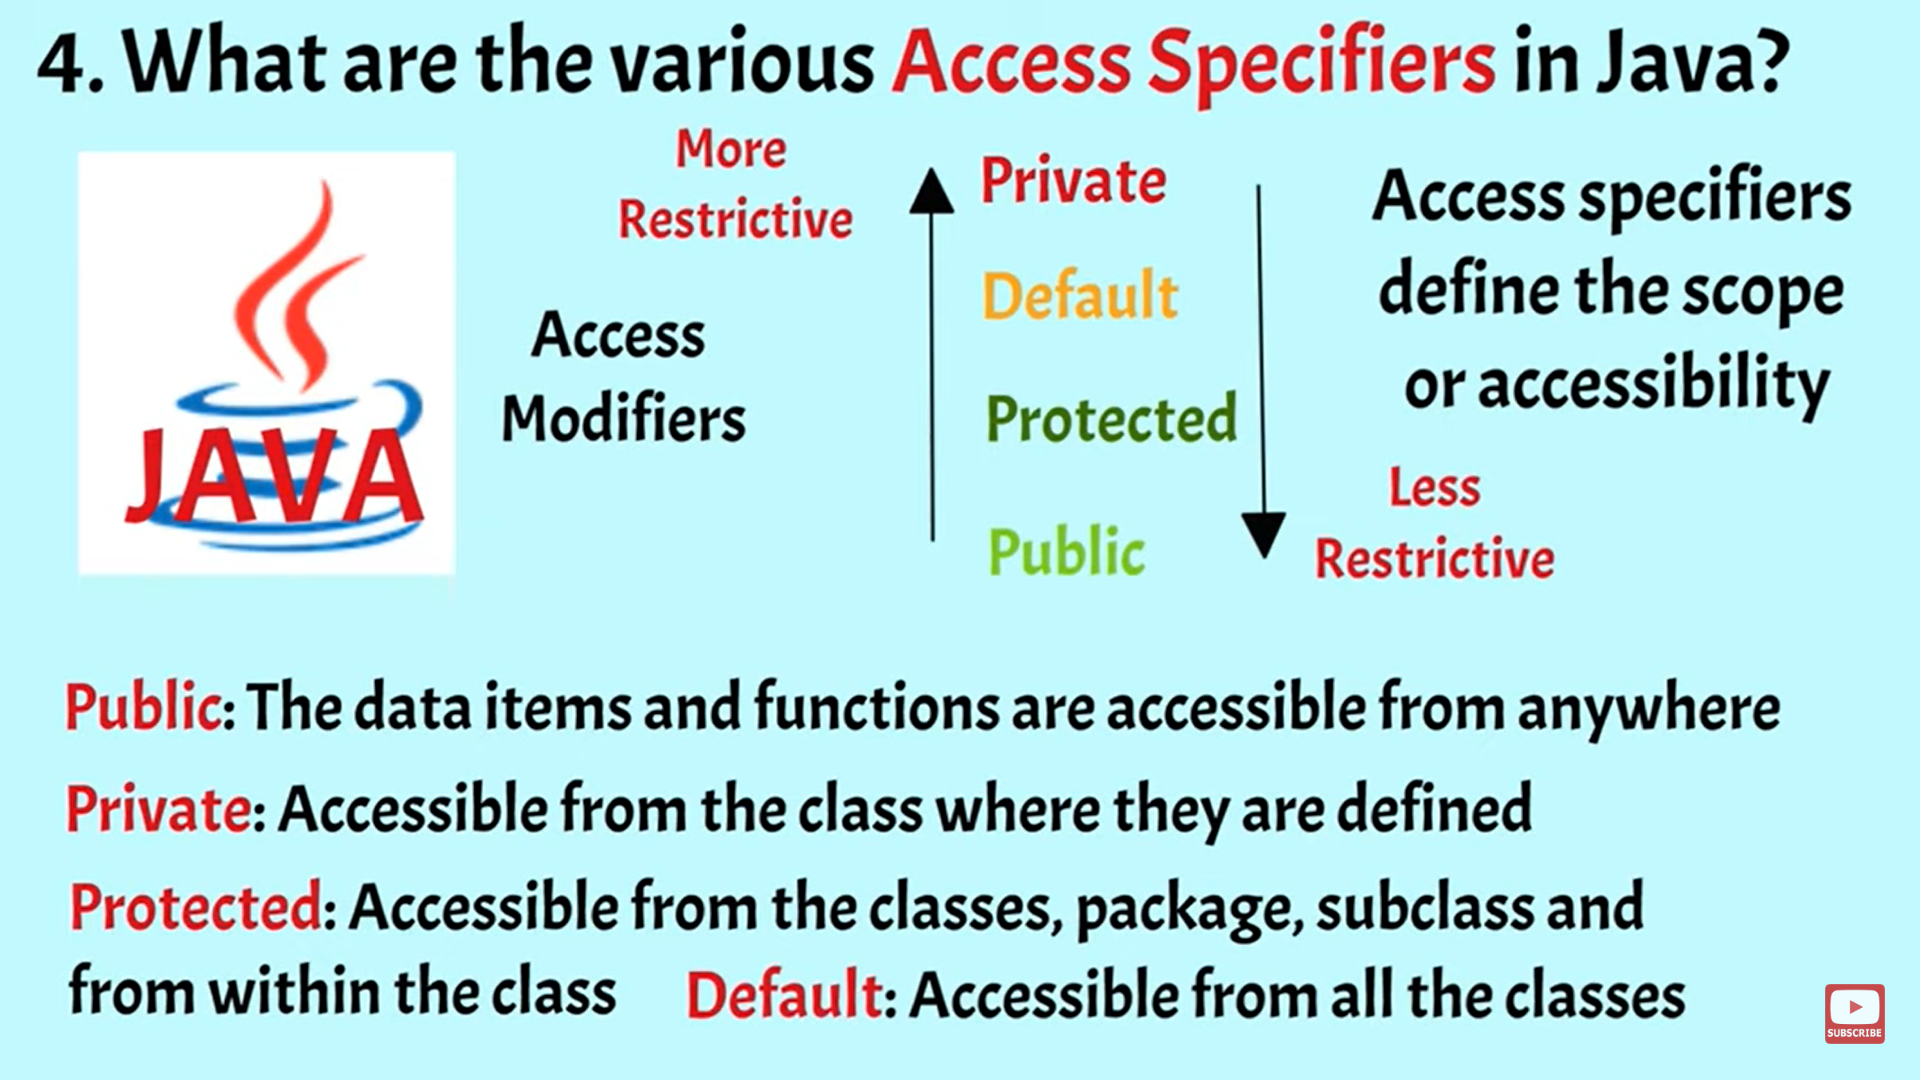 4. What are the various Access Specifiers in Java?
More
Restrictive
Access
Modifiers
JAVA
Private
Default
Protected
Public
Access specifiers
define the scope
or accessibility
Less
Restrictive
Public: The data items and functions are accessible from anywhere
Private: Accessible from the class where they are defined
Protected: Accessible from the classes, package, subclass and
from within the class
Default: Accessible from all the classes
SUBSCRIBE